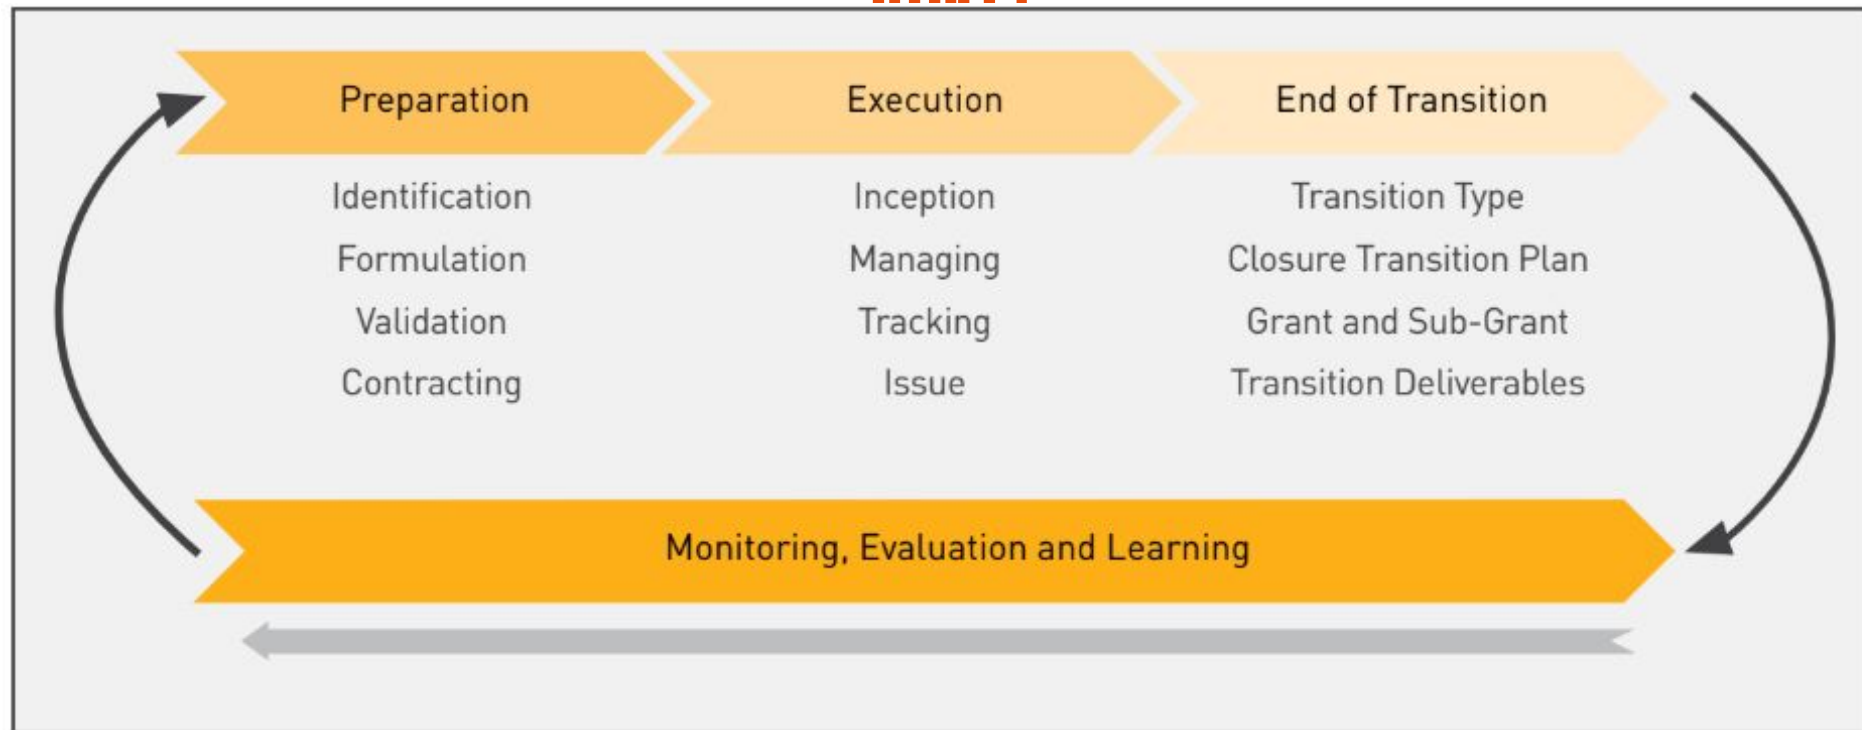 Preparation
Execution
End of Transition
Identification
Formulation
Validation
Contracting
Inception
Managing
Tracking
Issue
Transition Type
Closure Transition Plan
Grant and Sub-Grant
Transition Deliverables
Monitoring, Evaluation and Learning